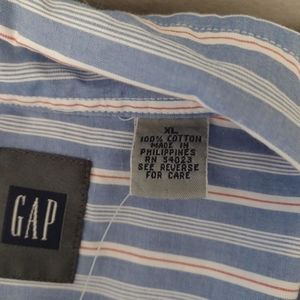 XL
100% COTTON
MADE IN
PHILIPPINES
RN 54023
SEE REVERSE
FOR CARE
GAP